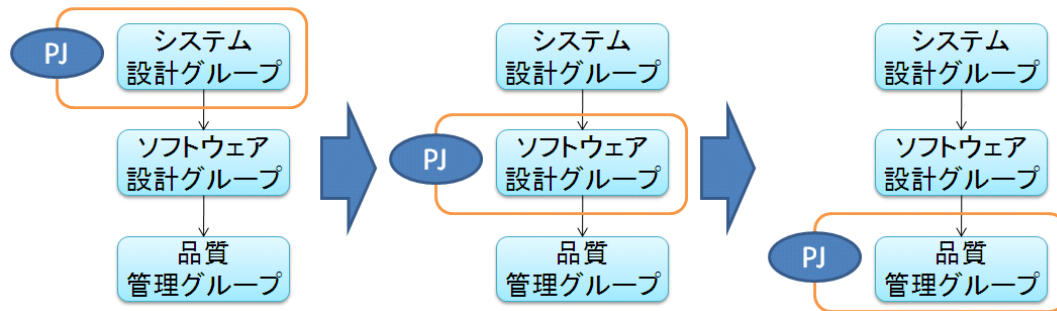 PJ
システム
設計グループ
ソフトウェア
設計グループ
品質
管理グループ
システム
設計グループ
PJ
ソフトウェア
設計グループ
品質
管理グループ
システム
設計グループ
ソフトウェア
設計グループ
PJ
品質
管理グループ